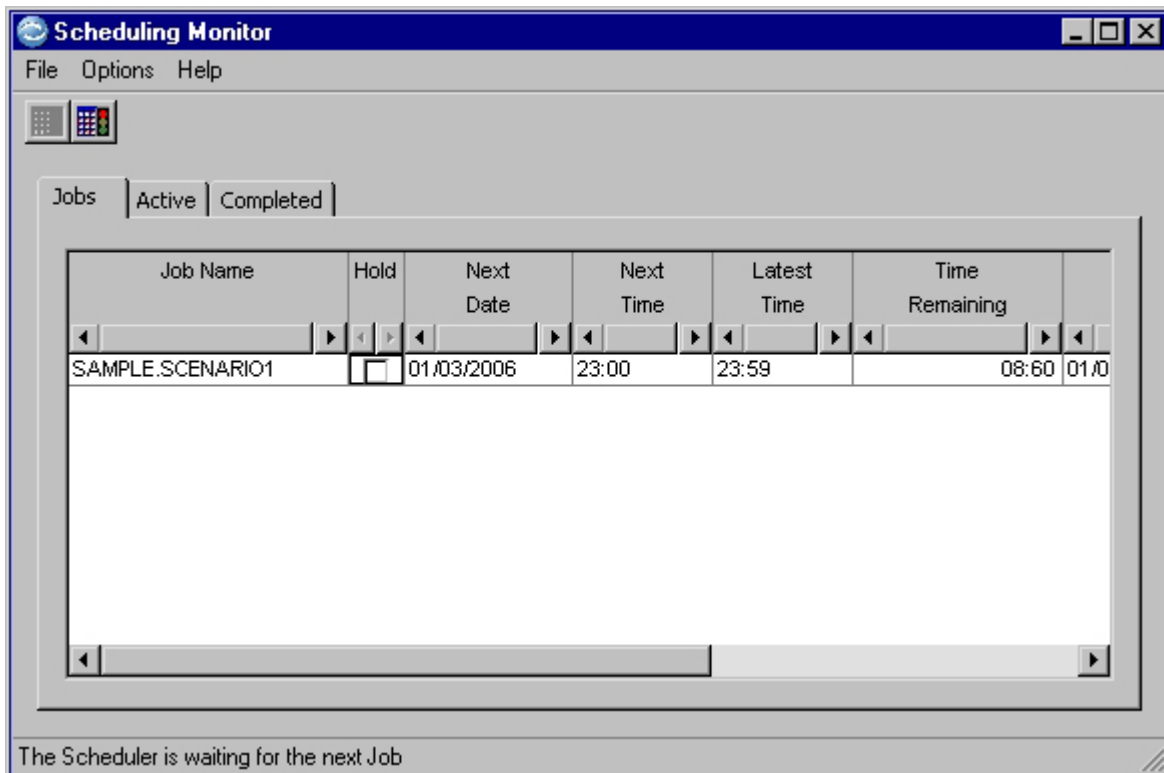 Scheduling Monitor
File Options Help
Jobs Active Completed
Job Name Hold Next Next Latest Time
Date Time Time Remaining
SAMPLE.SCENARIO1 01/03/2006 23:00 23:59 08:60 01/0
The Scheduler is waiting for the next Job